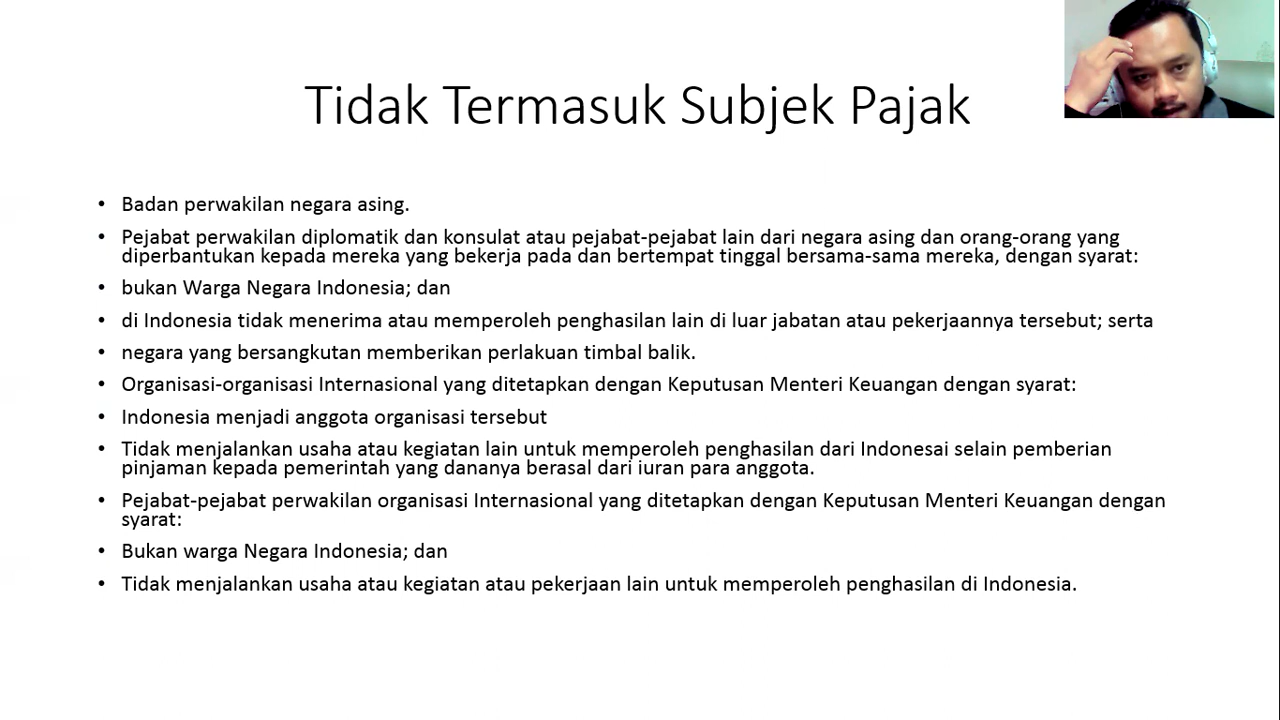 Tidak Termasuk Subjek Pajak
• Badan perwakilan negara asing.
• Pejabat perwakilan diplomatik dan konsulat atau pejabat-pejabat lain dari negara asing dan orang-orang yang
diperbantukan kepada mereka yang bekerja pada dan bertempat tinggal bersama-sama mereka, dengan syarat:
• bukan Warga Negara Indonesia; dan
• di Indonesia tidak menerima atau memperoleh penghasilan lain di luar jabatan atau pekerjaannya tersebut; serta
• negara yang bersangkutan memberikan perlakuan timbal balik.
• Organisasi-organisasi Internasional yang ditetapkan dengan Keputusan Menteri Keuangan dengan syarat:
• Indonesia menjadi anggota organisasi tersebut
• Tidak menjalankan usaha atau kegiatan lain untuk memperoleh penghasilan dari Indonesai selain pemberian
pinjaman kepada pemerintah yang dananya berasal dari iuran para anggota.
• Pejabat-pejabat perwakilan organisasi Internasional yang ditetapkan dengan Keputusan Menteri Keuangan dengan
syarat:
• Bukan warga Negara Indonesia; dan
• Tidak menjalankan usaha atau kegiatan atau pekerjaan lain untuk memperoleh penghasilan di Indonesia.